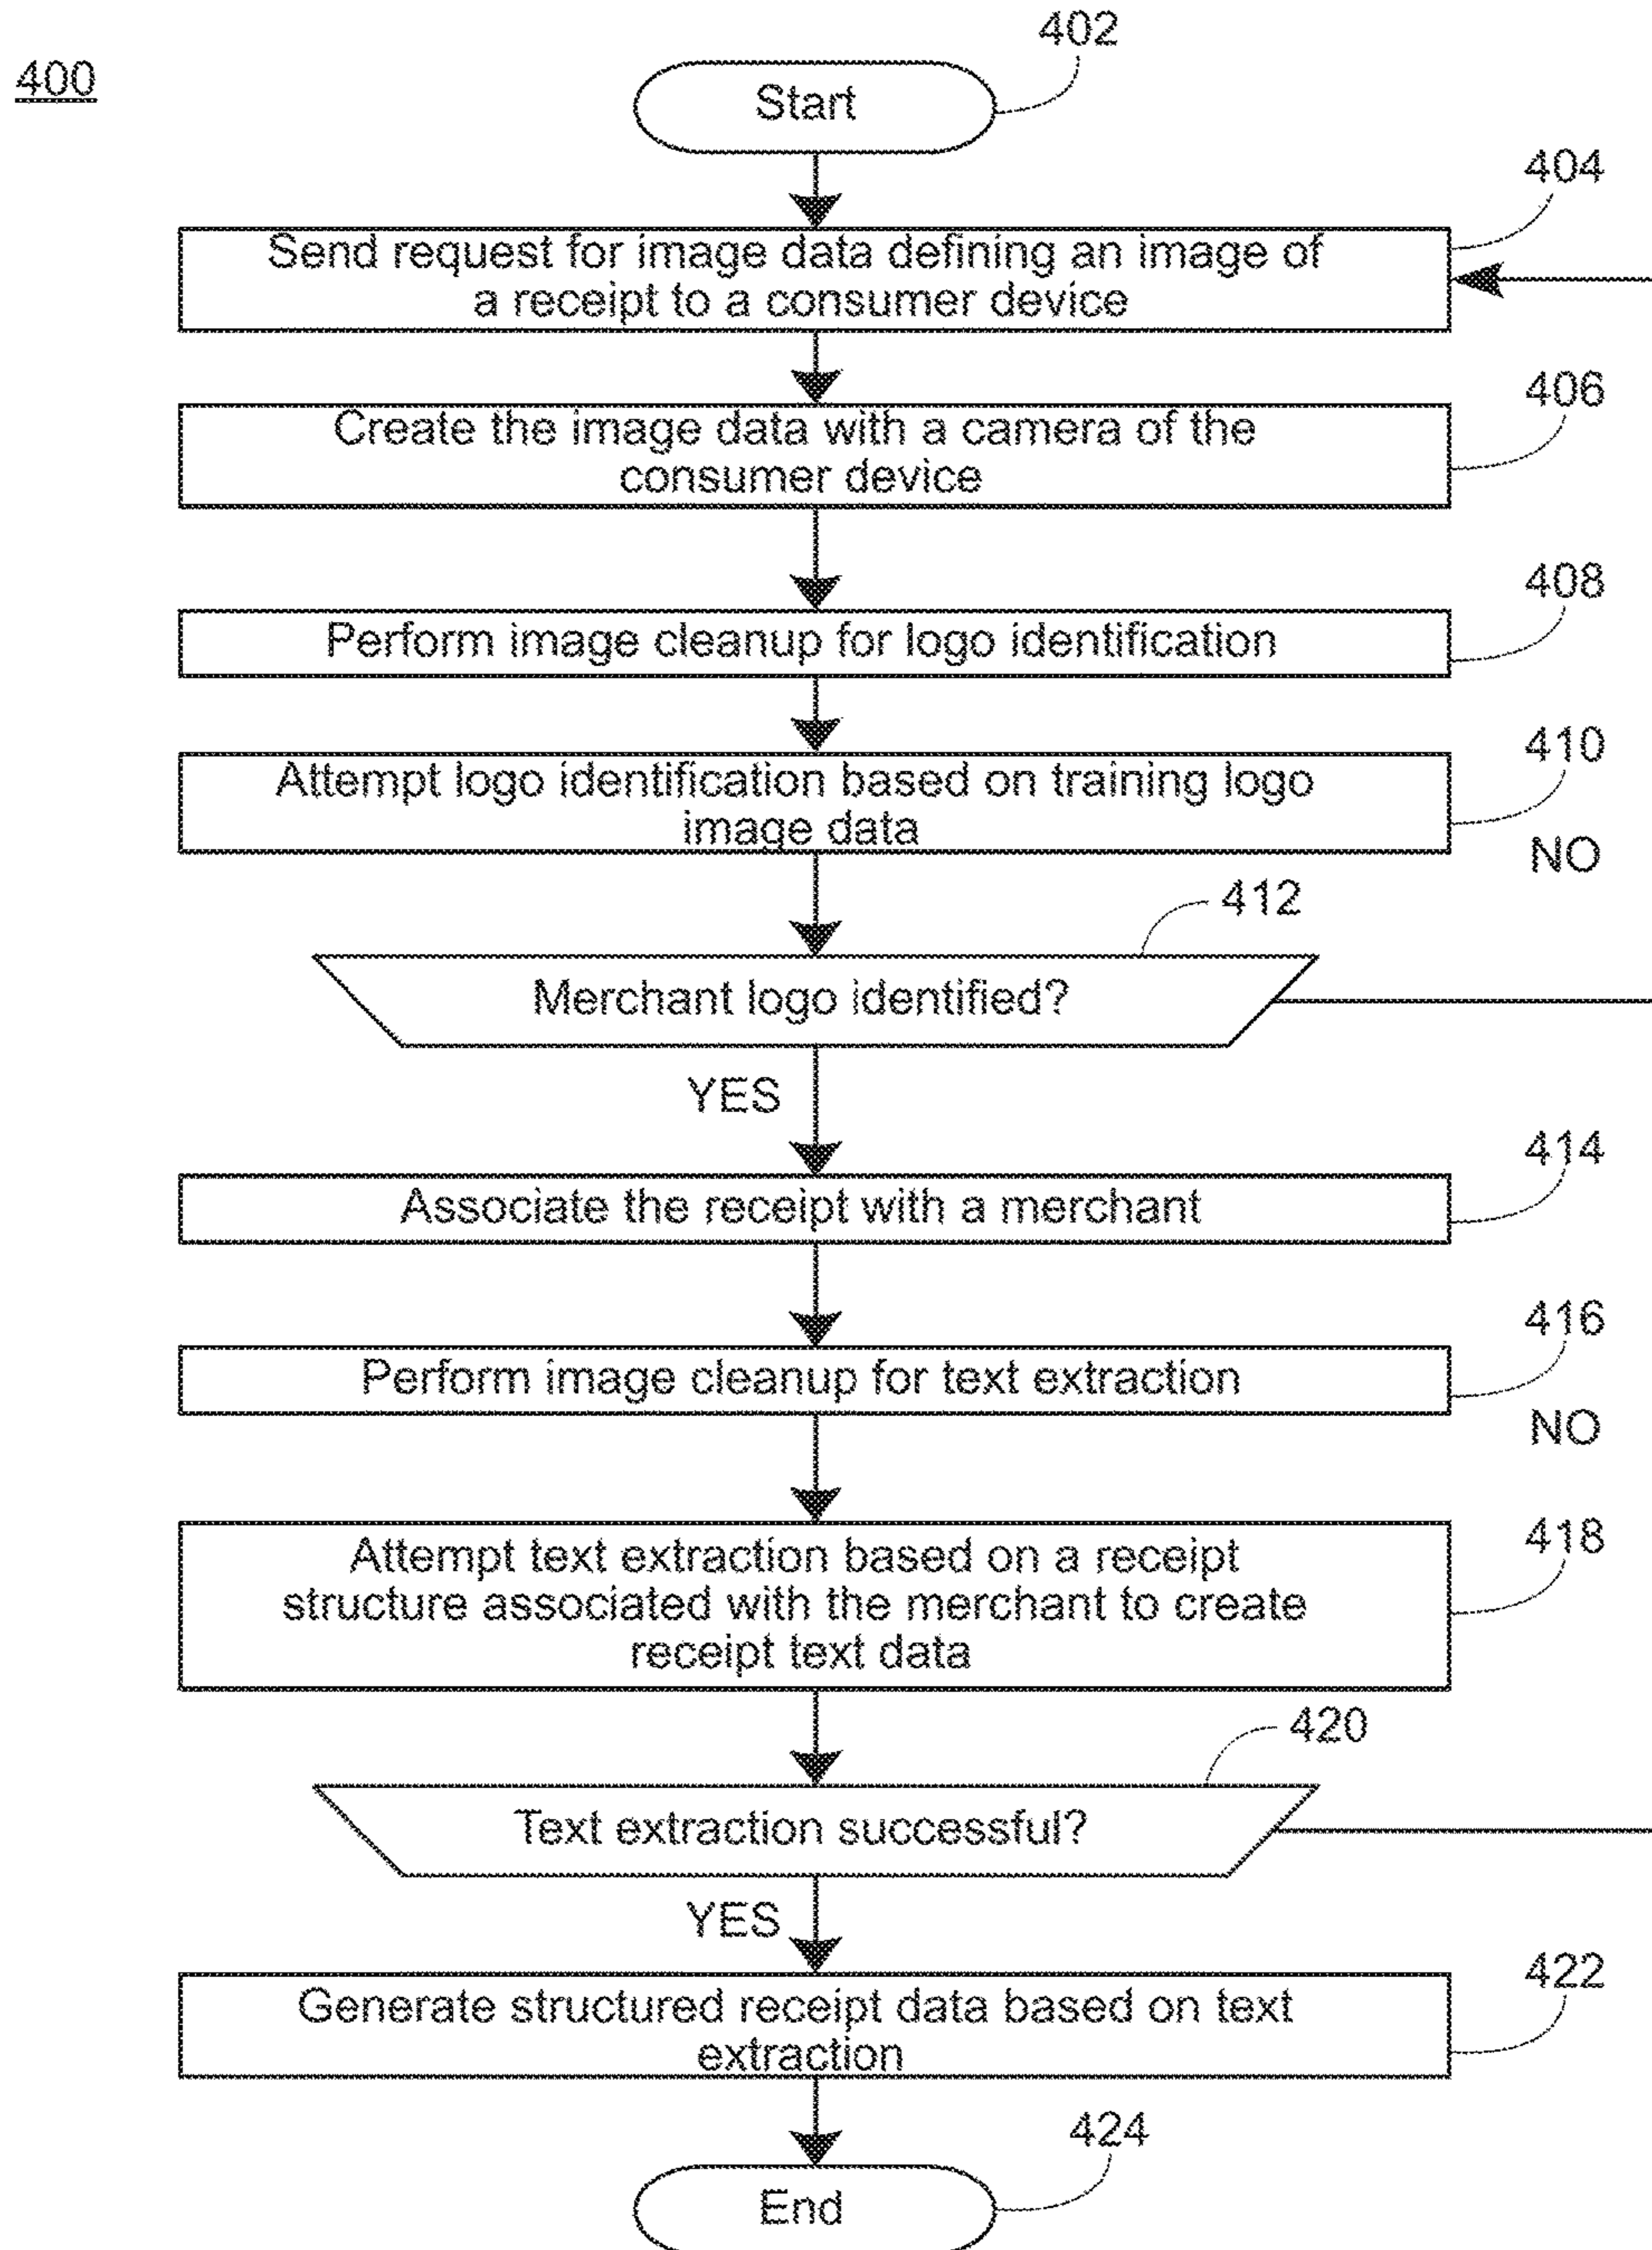 402
400
Start
404
Send request for image data defining an image of
a receipt to a consumer device
406
Create the image data with a camera of the
consumer device
408
Perform image cleanup for logo identification
410
Attempt logo identification based on training logo
image data
NO
412
Merchant logo identified?
YES
414
Associate the receipt with a merchant
416
Perform image cleanup for text extraction
NO
418
Attempt text extraction based on a receipt
structure associated with the merchant to create
receipt text data
420
Text extraction successful?
YES
422
Generate structured receipt data based on text
extraction
424
End